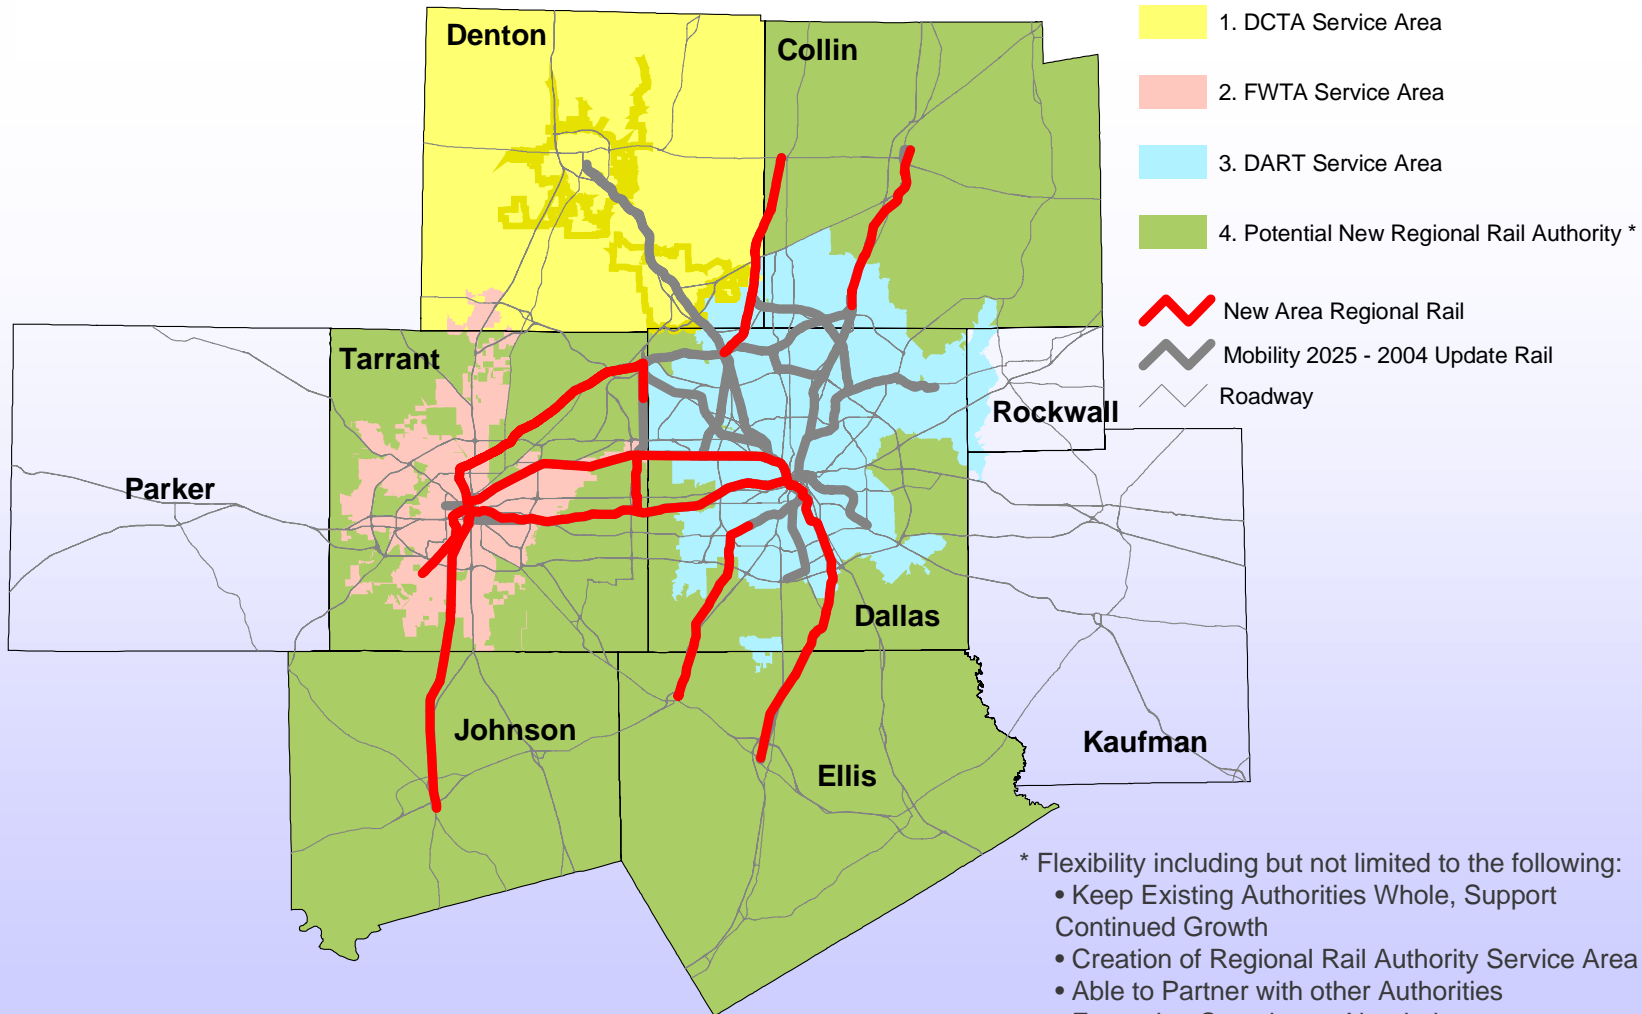 Denton
Collin
Tarrant
Parker
Rockwall
Dallas
Johnson
Ellis
Kaufman
1. DCTA Service Area
2. FWTA Service Area
3. DART Service Area
4. Potential New Regional Rail Authority *
New Area Regional Rail
Mobility 2025 - 2004 Update Rail
Roadway
* Flexibility including but not limited to the following:
• Keep Existing Authorities Whole, Support
Continued Growth
• Creation of Regional Rail Authority Service Area
• Able to Partner with other Authorities